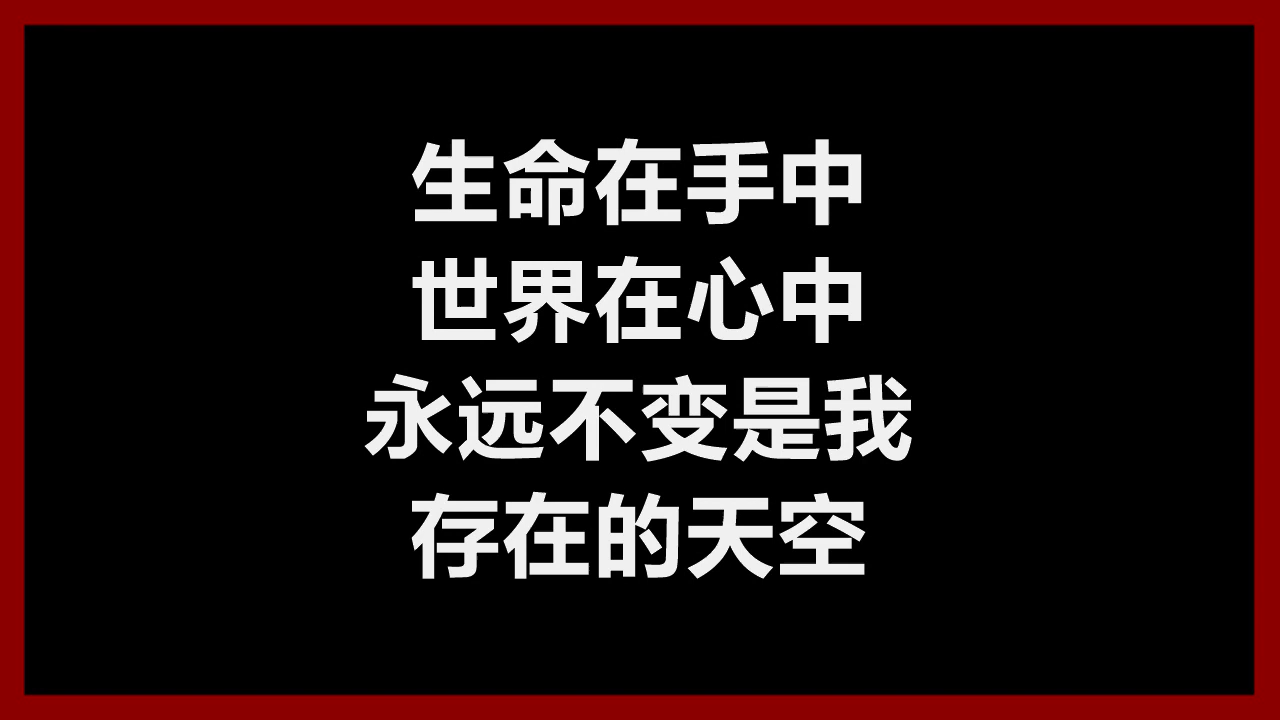 生命在手中
世界在心中
永远不变是我
存在的天空